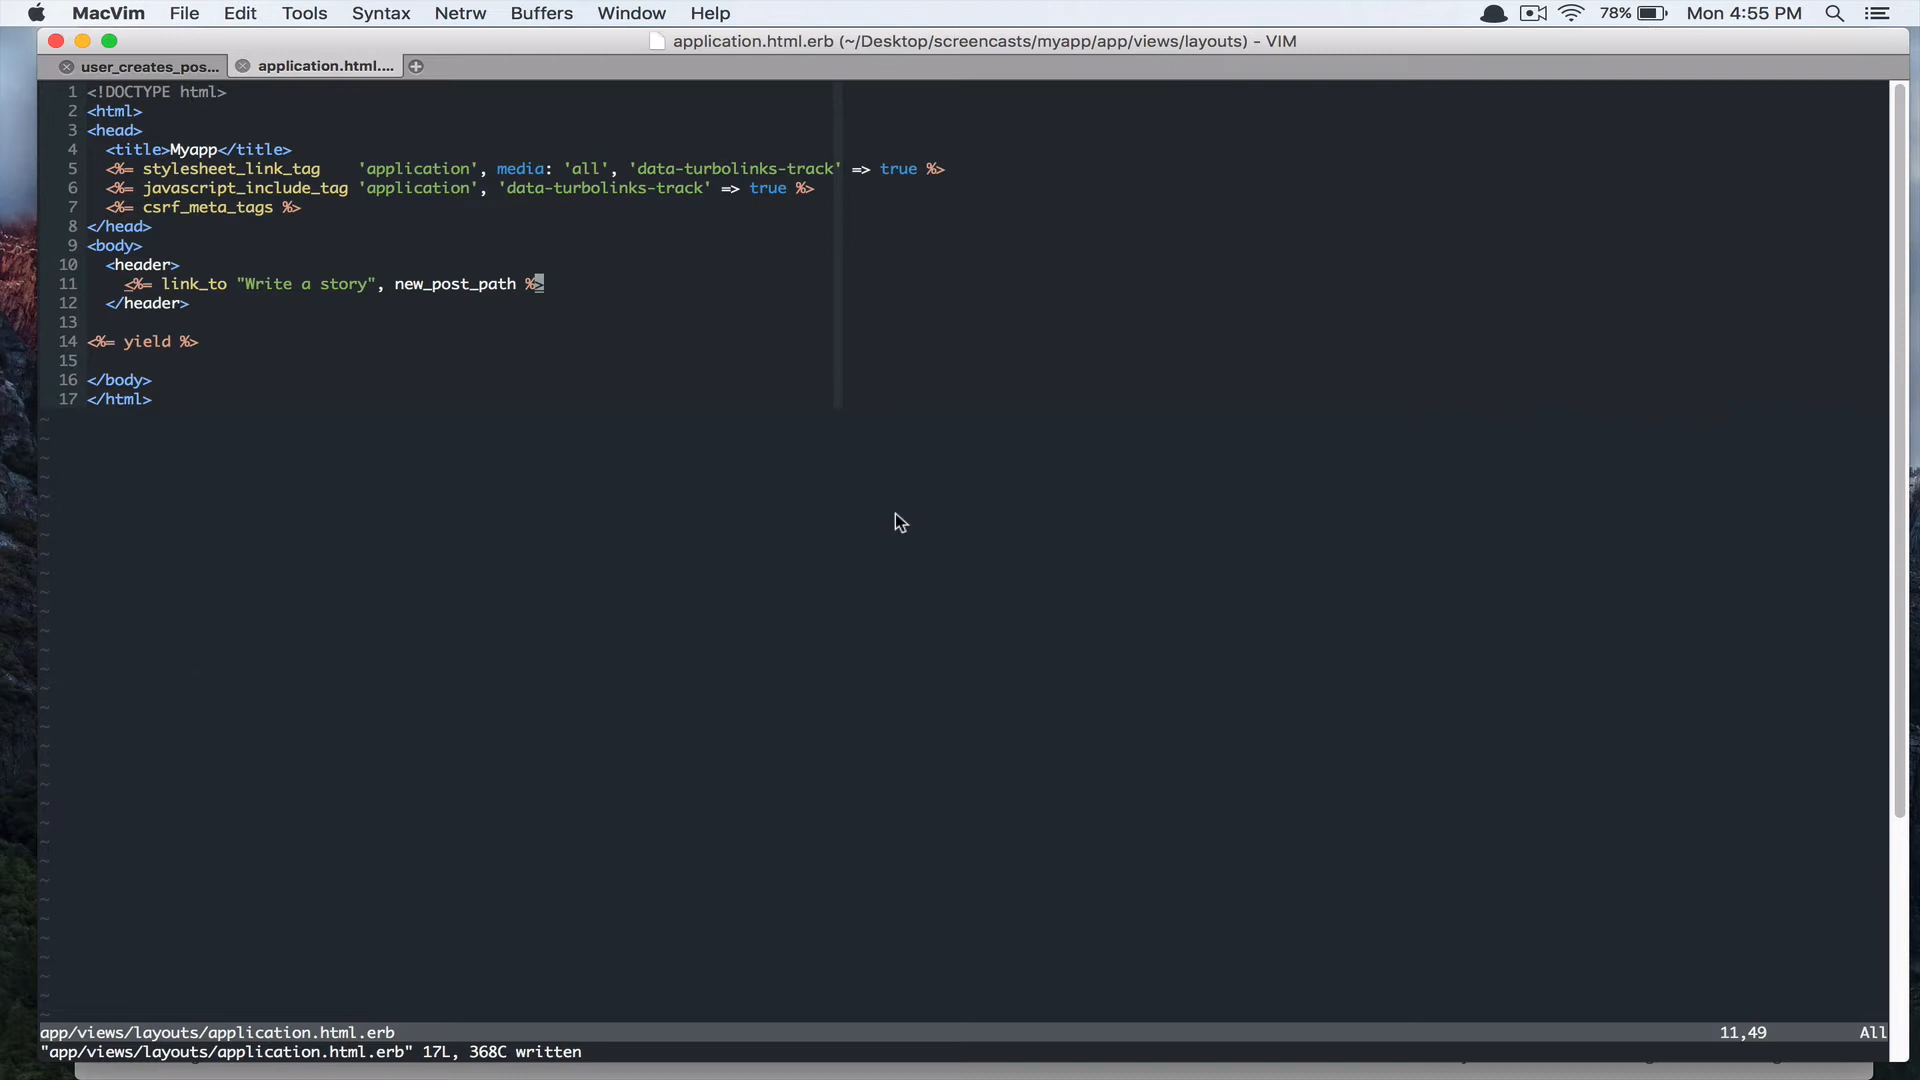 MacVim File Edit Tools Syntax Netrw Buffers Window Help 78% Mon 4:55 PM
application.html.erb (~/Desktop/screencasts/myapp/app/views/layouts) - VIM
user_creates_pos... application.html....
1 <!DOCTYPE html>
2 <html>
3 <head>
4   <title>Myapp</title>
5   <%= stylesheet_link_tag    'application', media: 'all', 'data-turbolinks-track' => true %>
6   <%= javascript_include_tag 'application', 'data-turbolinks-track' => true %>
7   <%= csrf_meta_tags %>
8 </head>
9 <body>
10   <header>
11     <%= link_to "Write a story", new_post_path %>
12   </header>
13
14 <%= yield %>
15
16 </body>
17 </html>
app/views/layouts/application.html.erb 11,49 All
"app/views/layouts/application.html.erb" 17L, 368C written